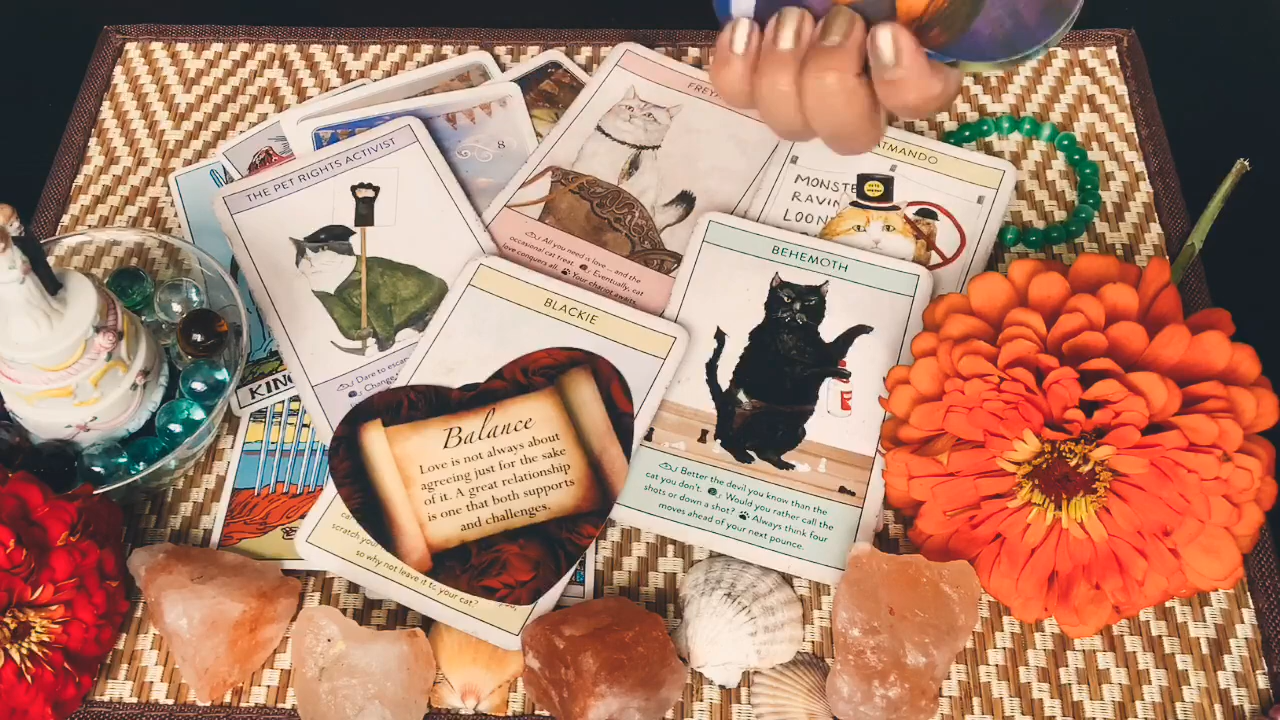 8
FREY
CATMANDO
THE PET RIGHTS ACTIVIST
MONSTE
RAVIN
LOON
All you need is love... and the
occasional cat treat. Eventually, cat
love conquers all. Your chariot awaits.
BEHEMOTH
Better the devil you know than the
cat you don't. Would you rather call the
shots or down a shot? Always think four
moves ahead of your next pounce.
Dare to escap
Change
KING
BLACKIE
Balance
Love is not always about
agreeing just for the sake
of it. A great relationship
is one that both supports
and challenges.
scratch your
so why not leave it to your cat?
you,